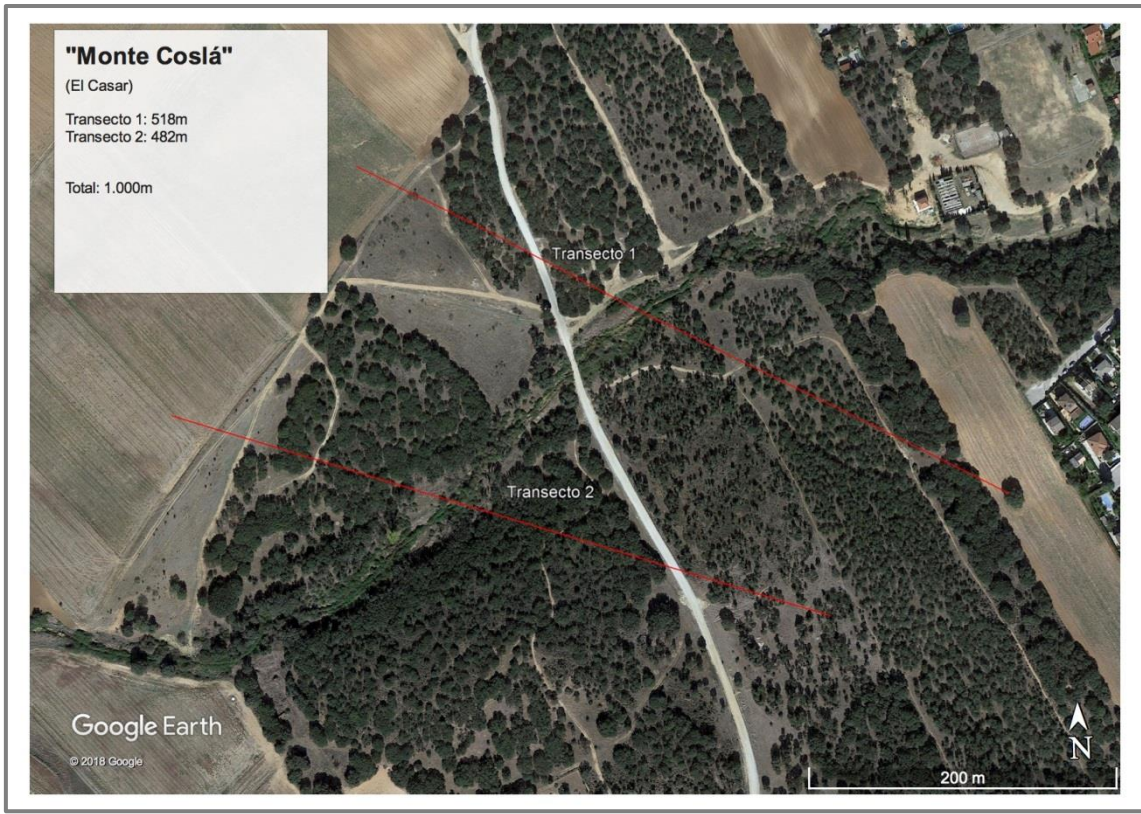 "Monte Coslá"
(El Casar)
Transecto 1: 518m
Transecto 2: 482m
Total: 1.000m
Transecto 1
Transecto 2
Google Earth
© 2018 Google
N
200 m